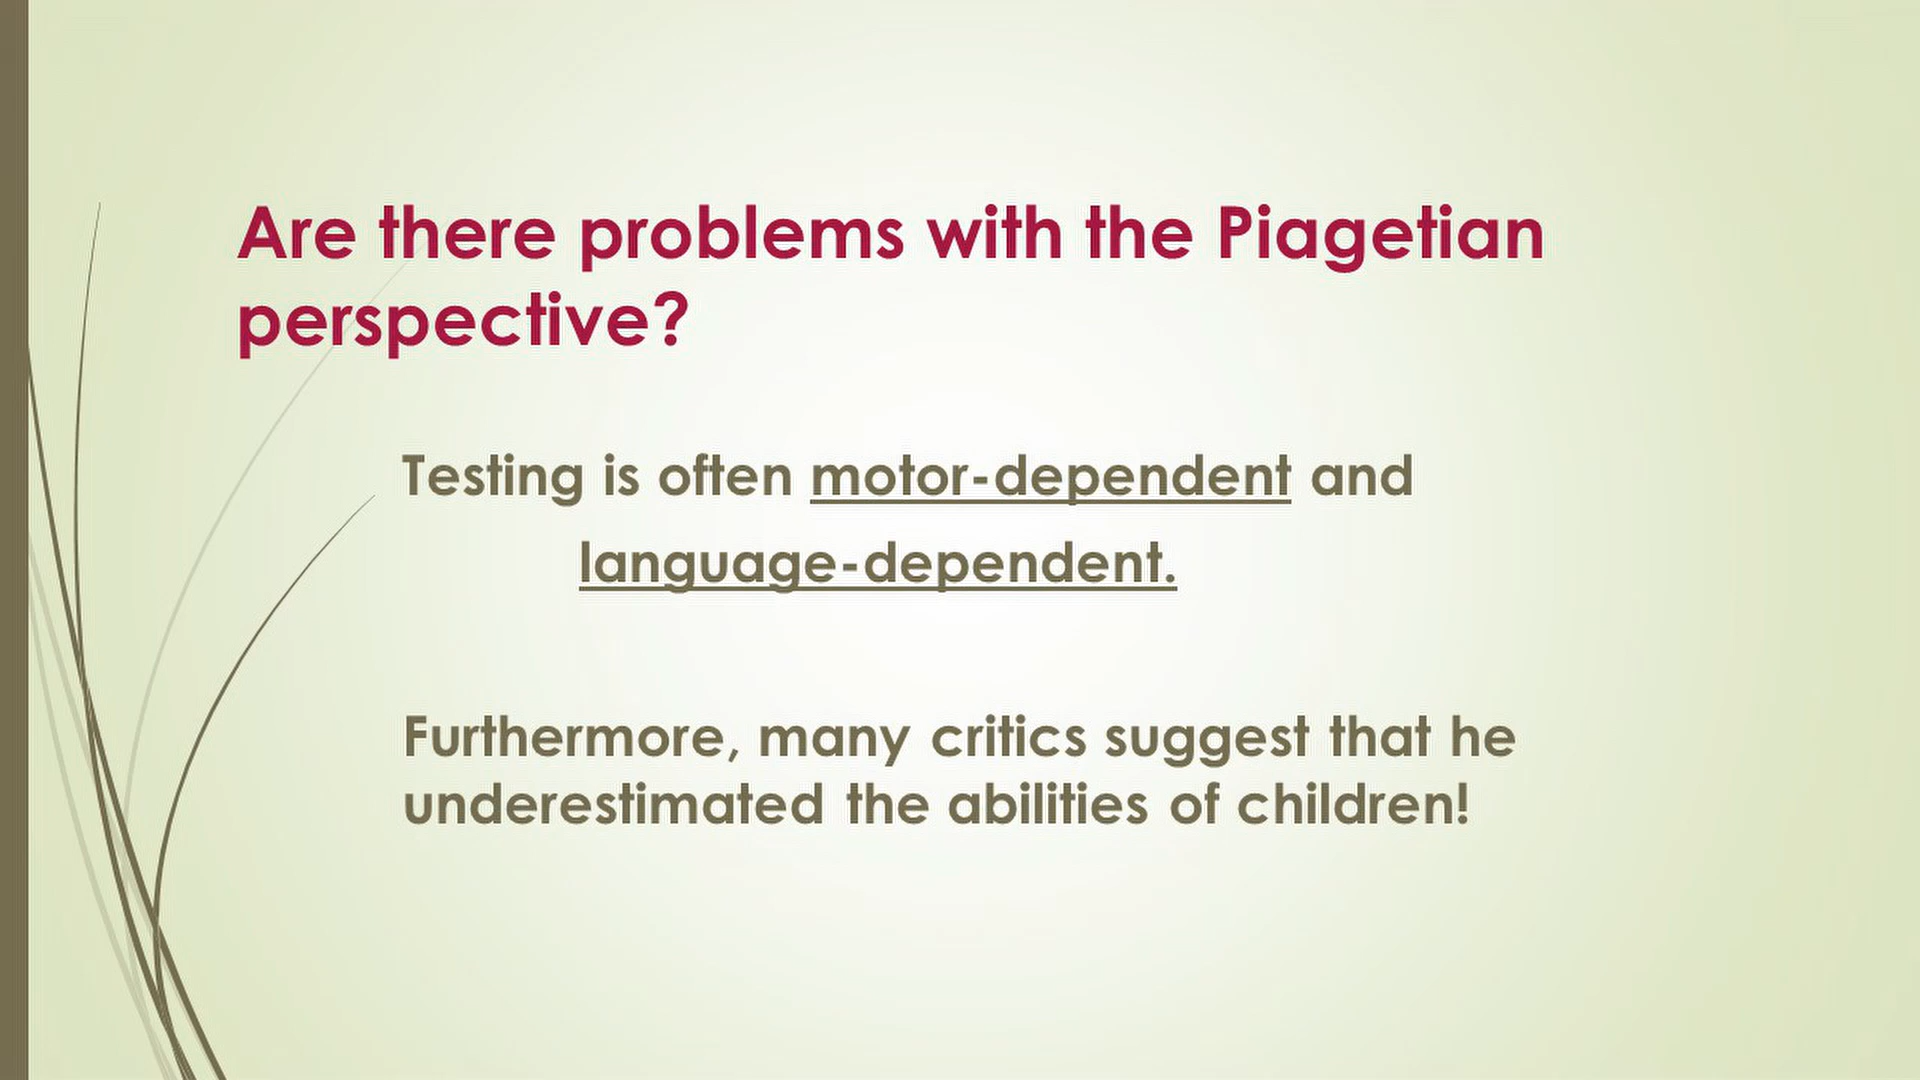 Are there problems with the Piagetian
perspective?
Testing is often motor-dependent and
language-dependent.
Furthermore, many critics suggest that he
underestimated the abilities of children!